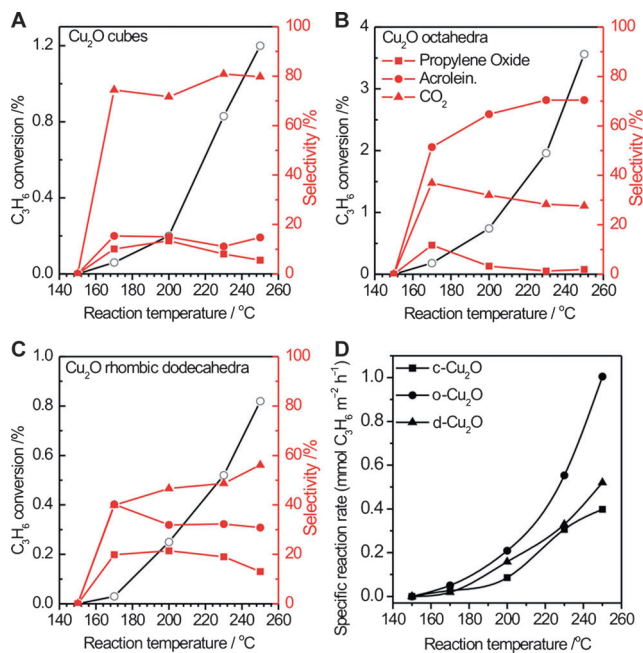 A
Cu₂O cubes
C₃H₆ conversion /%
1.2
0.8
0.4
0.0
100
80
60
40
20
0
Selectivity /%
140 160 180 200 220 240 260
Reaction temperature / °C
B
Cu₂O octahedra
Propylene Oxide
Acrolein.
CO₂
C₃H₆ conversion /%
4
3
2
1
0
100
80
60
40
20
0
Selectivity /%
140 160 180 200 220 240 260
Reaction temperature / °C
C
Cu₂O rhombic dodecahedra
C₃H₆ conversion /%
1.0
0.8
0.6
0.4
0.2
0.0
100
80
60
40
20
0
Selectivity /%
140 160 180 200 220 240 260
Reaction temperature / °C
D
c-Cu₂O
o-Cu₂O
d-Cu₂O
Specific reaction rate (mmol C₃H₆ m⁻² h⁻¹)
1.0
0.8
0.6
0.4
0.2
0.0
140 160 180 200 220 240 260
Reaction temperature / °C